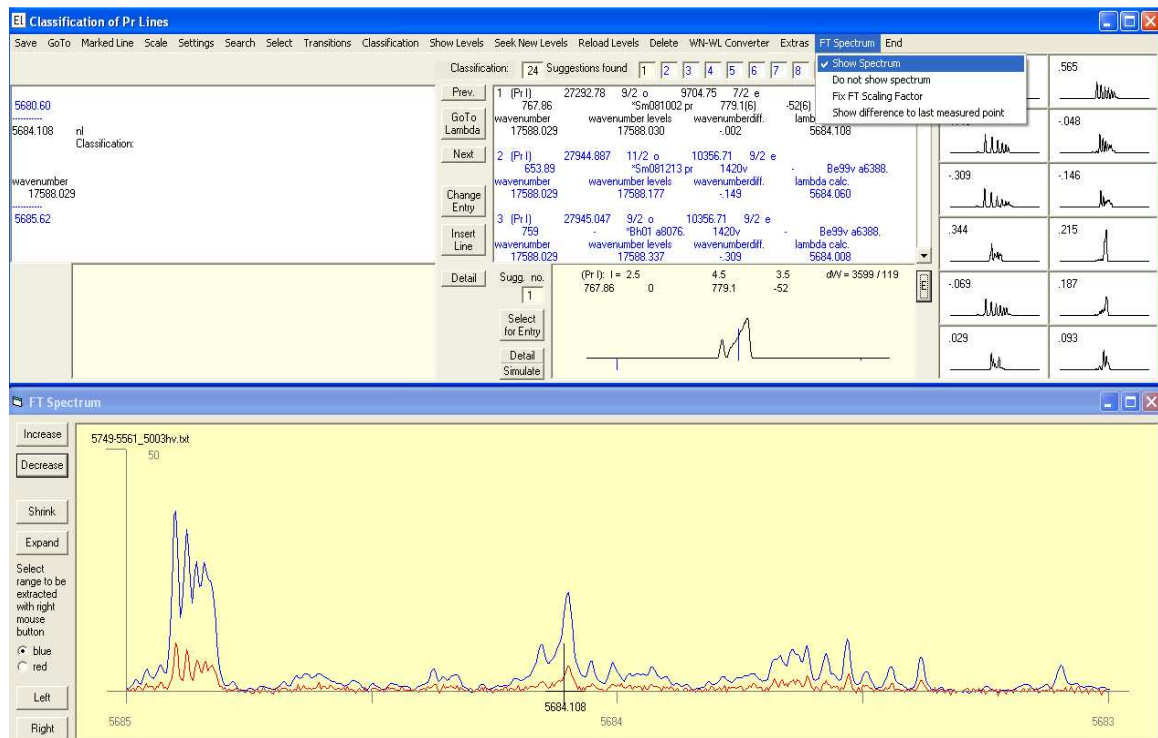 El Classification of Pr Lines
Save GoTo Marked Line Scale Settings Search Select Transitions Classification Show Levels Seek New Levels Reload Levels Delete WN-WL Converter Extras FT Spectrum End
Show Spectrum
Do not show spectrum
Fix FT Scaling Factor
Show difference to last measured point
Classification: 24 Suggestions found 1 2 3 4 5 6 7 8
5680.60
5684.108 nl
Classification:
wavenumber
17588.029
5685.62
Prev.
GoTo Lambda
Next
Change Entry
Insert Line
Detail
1 (Pr I) 27292.78 9/2 o 9704.75 7/2 e
767.86 *Sm081002 pr 779.1(6) -52(6)
wavenumber wavenumber levels wavenumberdiff.
17588.029 17588.030 -.002 5684.108
2 (Pr I) 27944.887 11/2 o 10356.71 9/2 e
653.89 *Sm081213 pr 1420v - Be99v a6388.
wavenumber wavenumber levels wavenumberdiff. lambda calc.
17588.029 17588.177 -.149 5684.060
3 (Pr I) 27945.047 9/2 o 10356.71 9/2 e
759 - *Bh01 a8076. 1420v - Be99v a6388.
wavenumber wavenumber levels wavenumberdiff. lambda calc.
17588.029 17588.337 -.309 5684.008
Sugg. no.
1
Select for Entry
Detail
Simulate
(Pr I): I = 2.5 4.5 3.5 dW = 3599 / 119
767.86 0 779.1 -52
E
.565
-.048
-.309 -.146
.344 .215
-.069 .187
.029 .093
FT Spectrum
Increase
Decrease
Shrink
Expand
Select
range to be
extracted
with right
mouse
button
blue
red
Left
Right
5749-5561_5003hv.txt
50
5684.108
5685 5684 5683